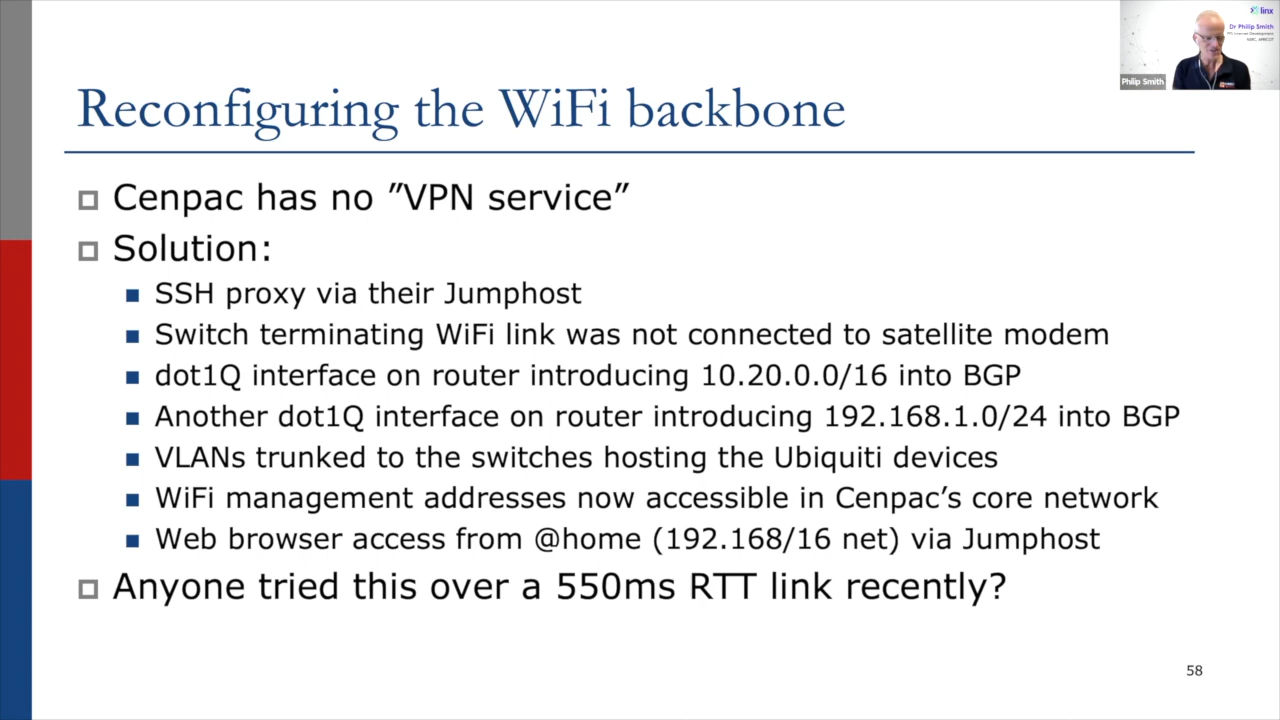 linx
Dr Philip Smith
Philip Smith
Reconfiguring the WiFi backbone
Cenpac has no ”VPN service”
Solution:
SSH proxy via their Jumphost
Switch terminating WiFi link was not connected to satellite modem
dot1Q interface on router introducing 10.20.0.0/16 into BGP
Another dot1Q interface on router introducing 192.168.1.0/24 into BGP
VLANs trunked to the switches hosting the Ubiquiti devices
WiFi management addresses now accessible in Cenpac’s core network
Web browser access from @home (192.168/16 net) via Jumphost
Anyone tried this over a 550ms RTT link recently?
58